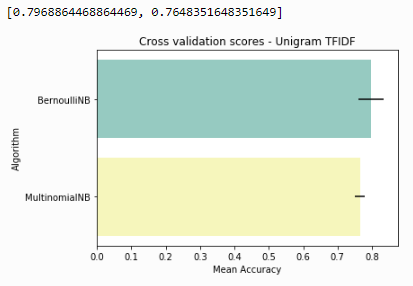 [0.7968864468864469, 0.7648351648351649]
Cross validation scores - Unigram TFIDF
BernoulliNB
MultinomialNB
Algorithm
0.0 0.1 0.2 0.3 0.4 0.5 0.6 0.7 0.8
Mean Accuracy